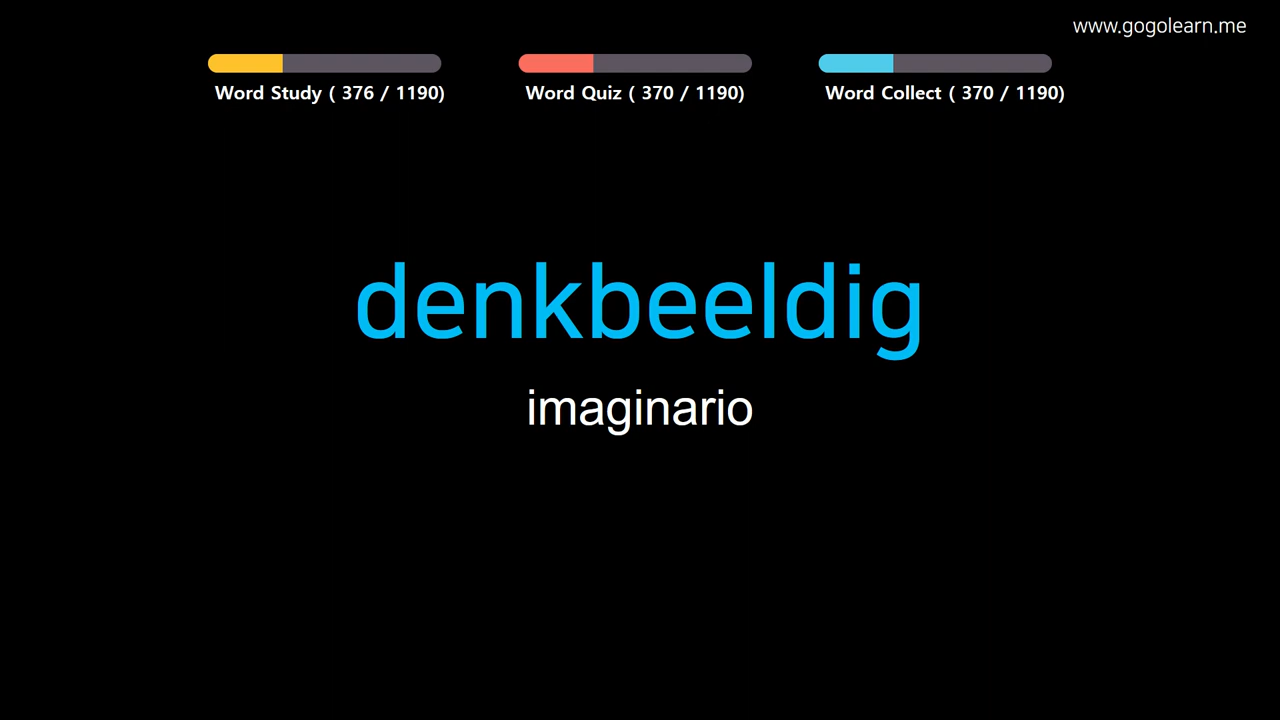 www.gogolearn.me
Word Study ( 376 / 1190)
Word Quiz ( 370 / 1190)
Word Collect ( 370 / 1190)
denkbeeldig
imaginario